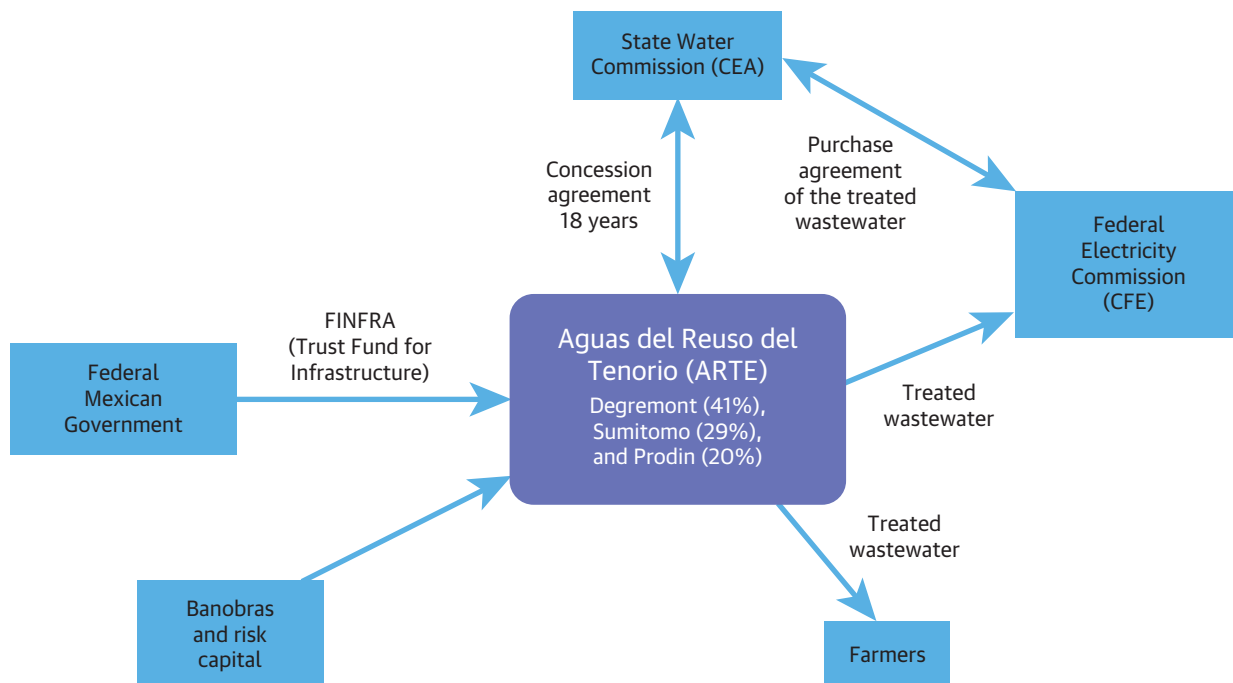 State Water
Commission (CEA)
Concession
agreement
18 years
Purchase
agreement
of the treated
wastewater
Federal
Electricity
Commission
(CFE)
FINFRA
(Trust Fund for
Infrastructure)
Federal
Mexican
Government
Aguas del Reuso del
Tenorio (ARTE)
Degremont (41%),
Sumitomo (29%),
and Prodin (20%)
Treated
wastewater
Treated
wastewater
Banobras
and risk
capital
Farmers